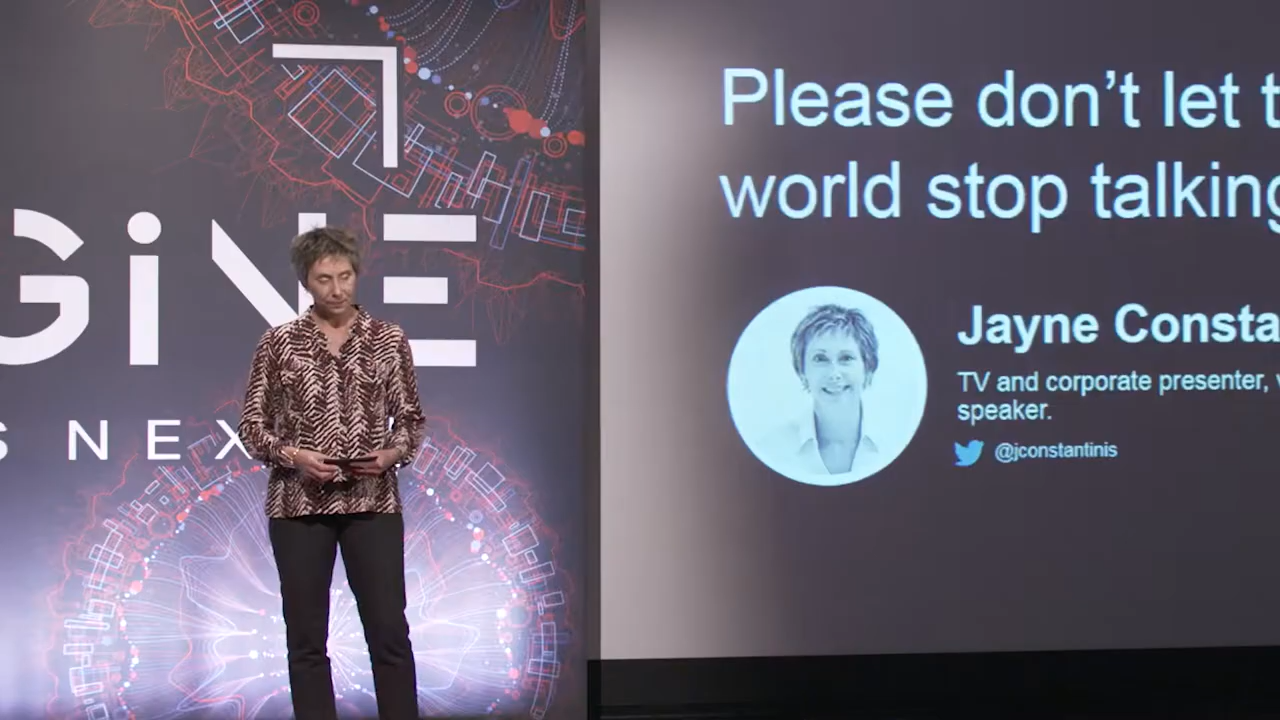 GiNE
S NEX
Please don't let t
world stop talking
Jayne Consta
TV and corporate presenter, v
speaker.
@jconstantinis